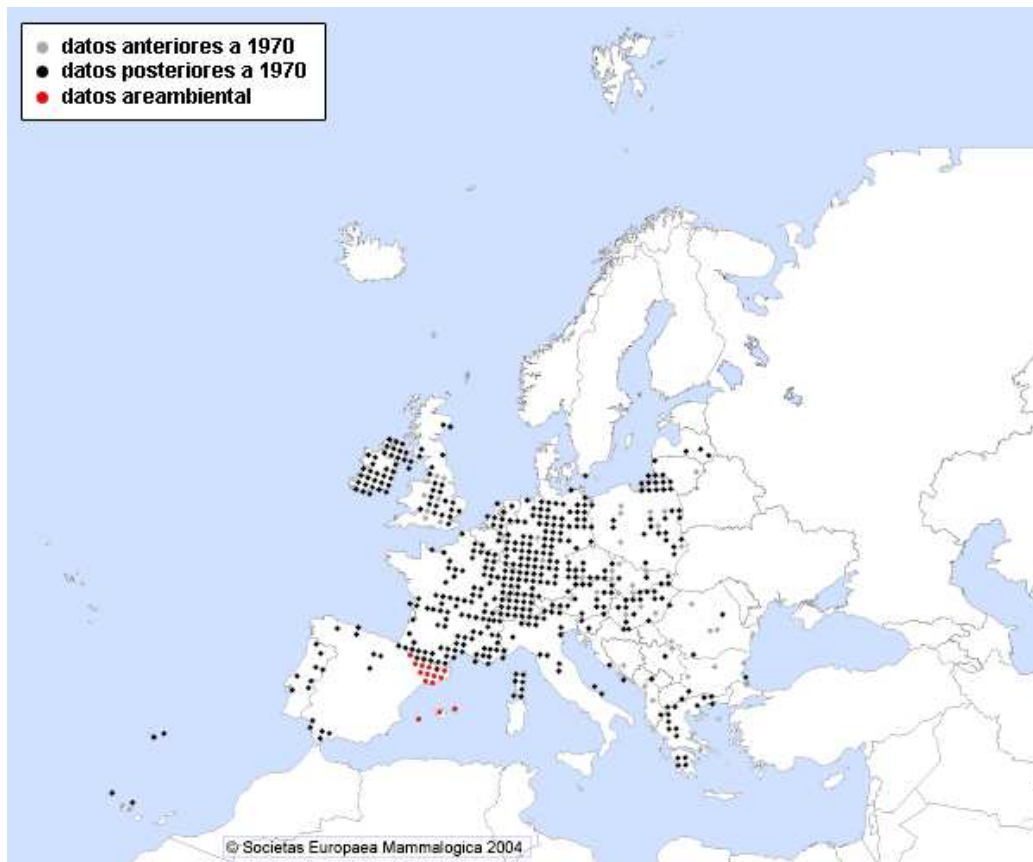 datos anteriores a 1970
datos posteriores a 1970
datos areambiental
© Societas Europaea Mammalogica 2004